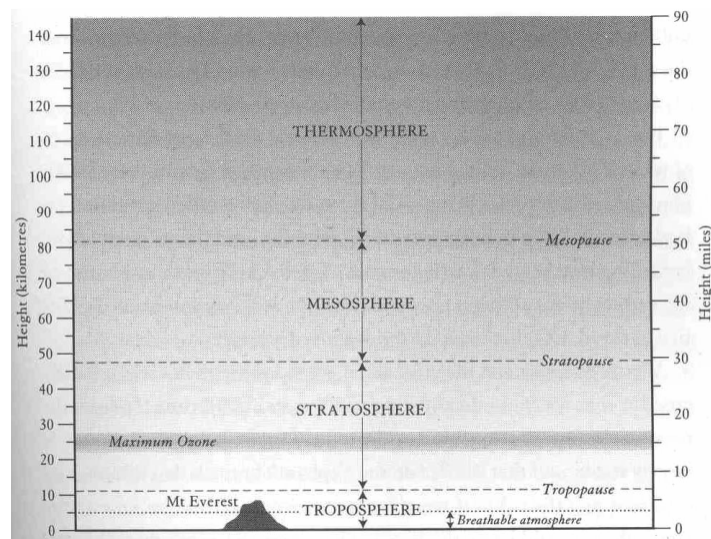 140
130
120
110
100
90
80
70
60
50
40
30
20
10
0
Height (kilometres)
90
80
70
60
50
40
30
20
10
0
Height (miles)
THERMOSPHERE
Mesopause
MESOSPHERE
Stratopause
STRATOSPHERE
Maximum Ozone
Tropopause
Mt Everest
TROPOSPHERE
Breathable atmosphere